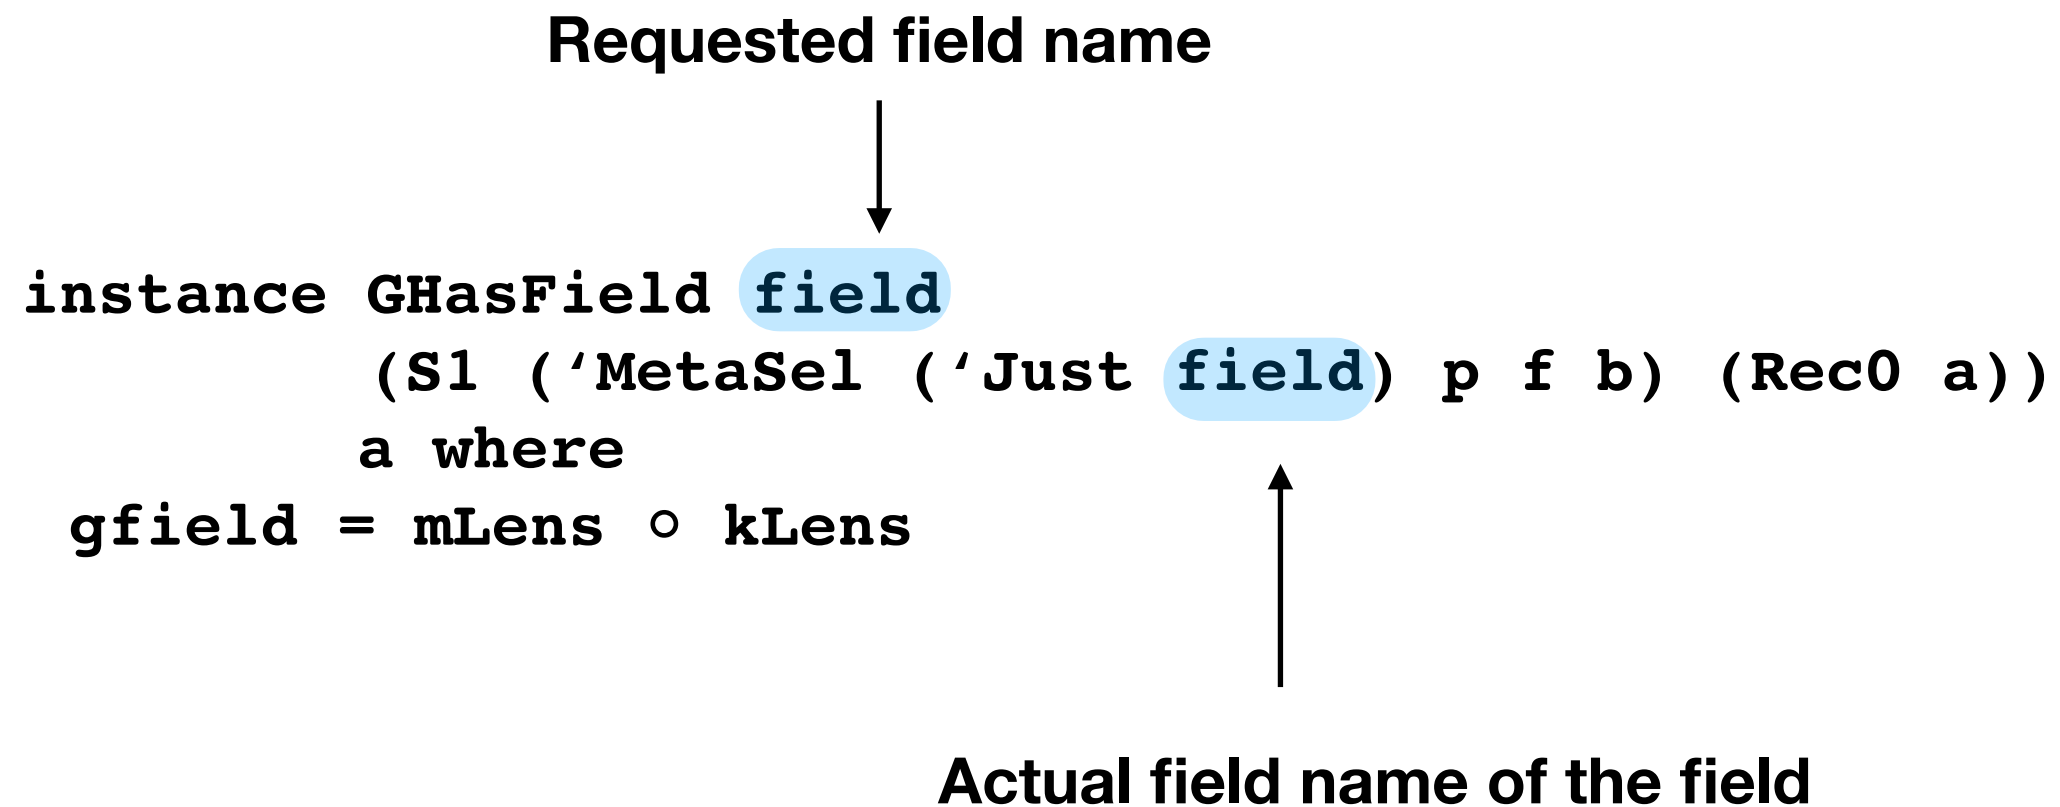 Requested field name
instance GHasField field
(S1 (‘MetaSel (‘Just field) p f b) (Rec0 a))
a where
gfield = mLens ∘ kLens
Actual field name of the field